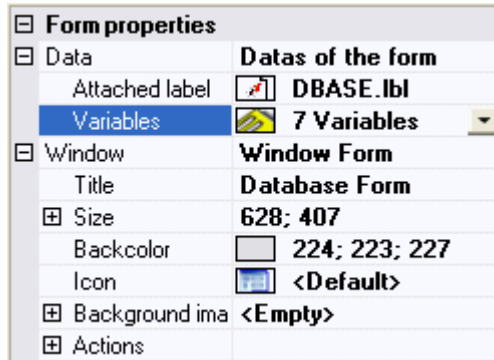 Form properties
Data Datas of the form
Attached label DBASE.lbl
Variables 7 Variables
Window Window Form
Title Database Form
Size 628; 407
Backcolor 224; 223; 227
Icon <Default>
Background ima <Empty>
Actions